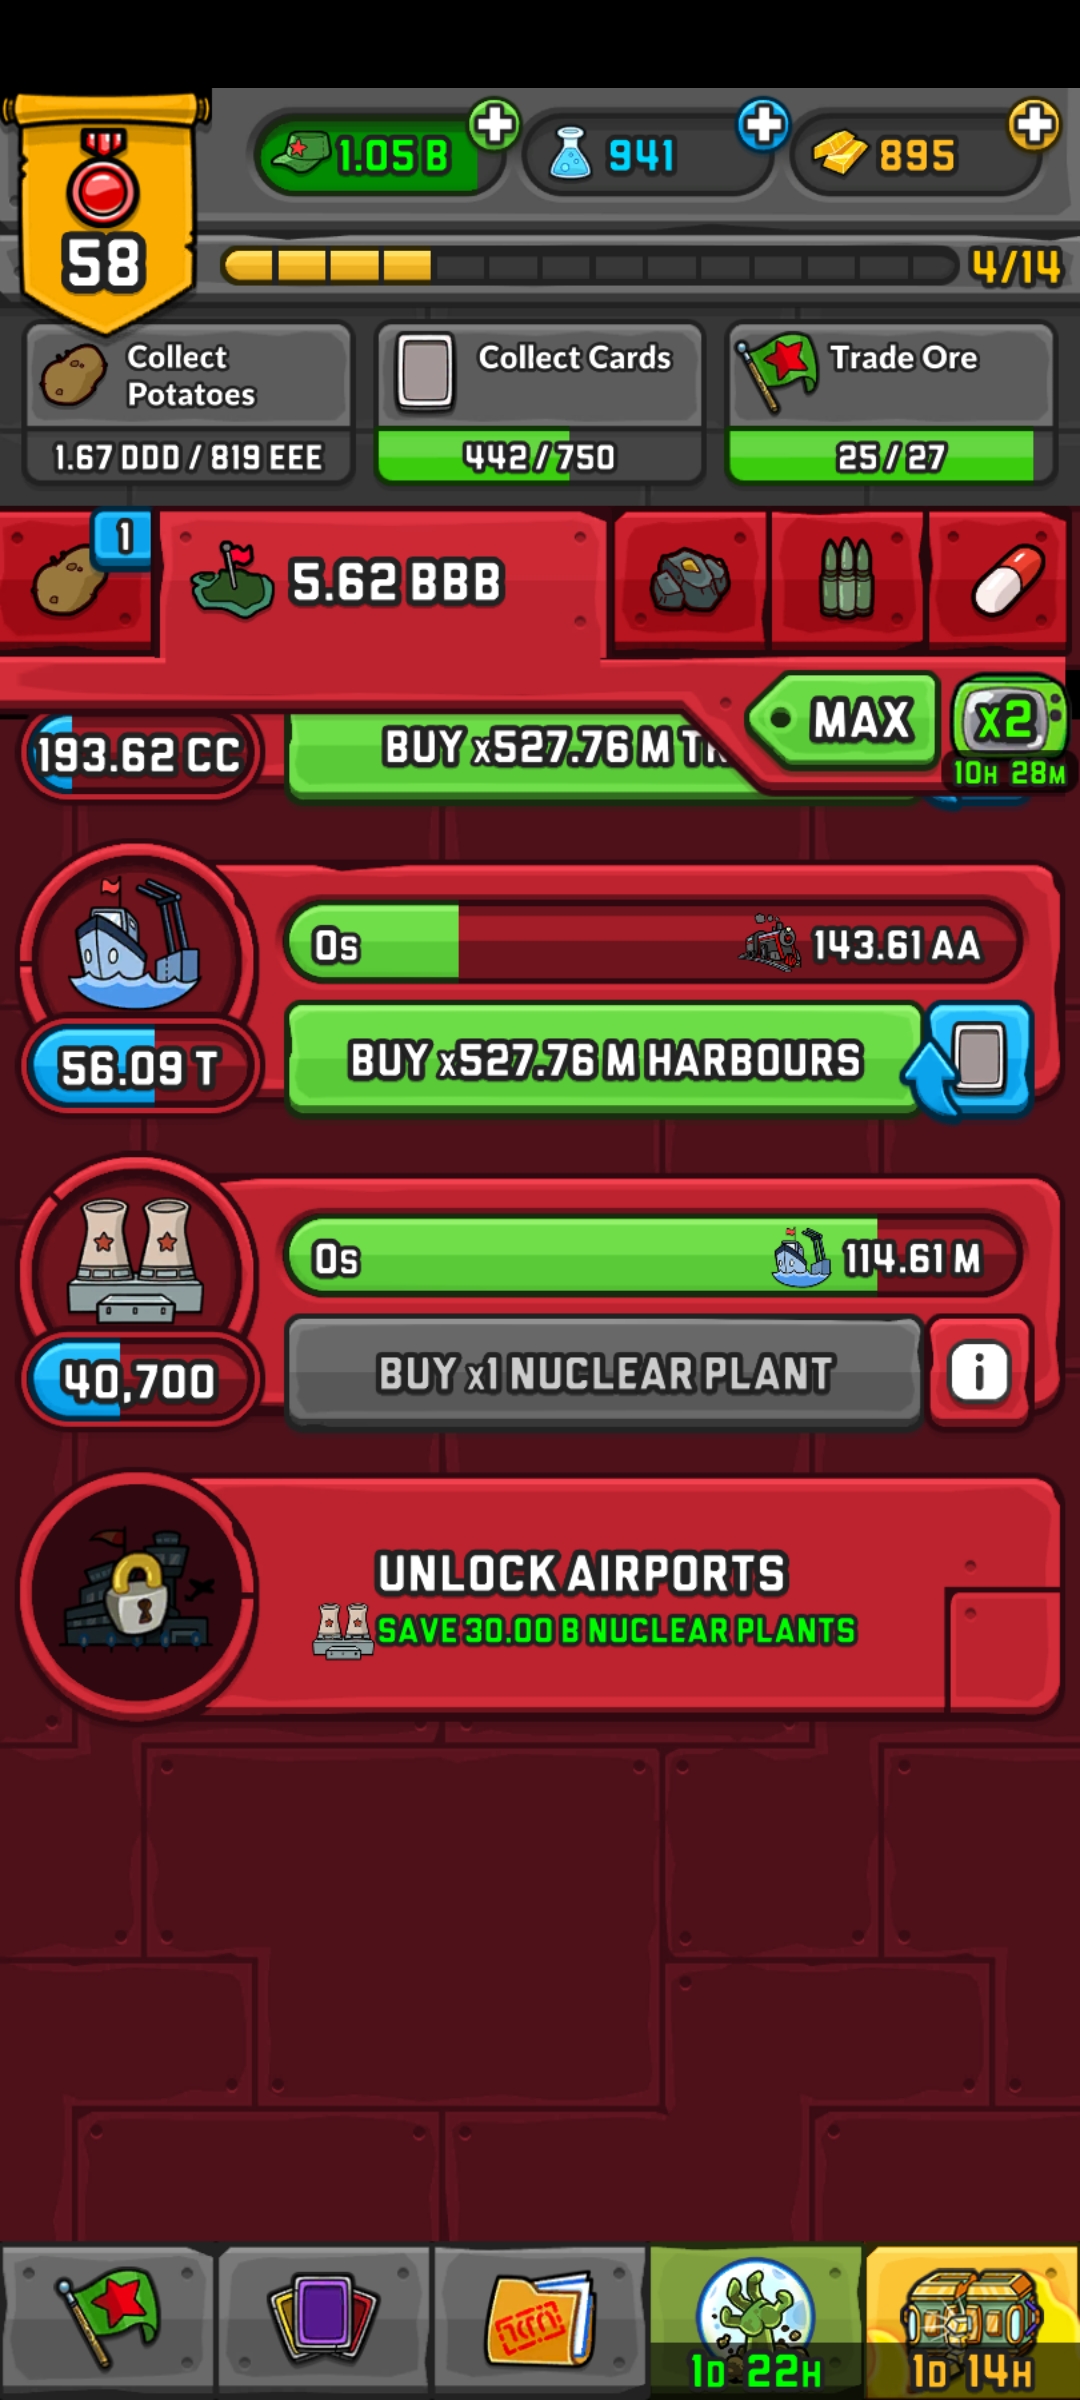 58
1.05 B
941
895
4/14
Collect Potatoes
1.67 DDD / 819 EEE
Collect Cards
442/750
Trade Ore
25/27
1
5.62 BBB
MAX
x2
10H 28M
193.62 CC
BUY x527.76 M
0s
143.61 AA
56.09 T
BUY x527.76 M HARBOURS
0s
114.61 M
40,700
BUY x1 NUCLEAR PLANT
i
UNLOCK AIRPORTS
SAVE 30.00 B NUCLEAR PLANTS
1D 22H
1D 14H